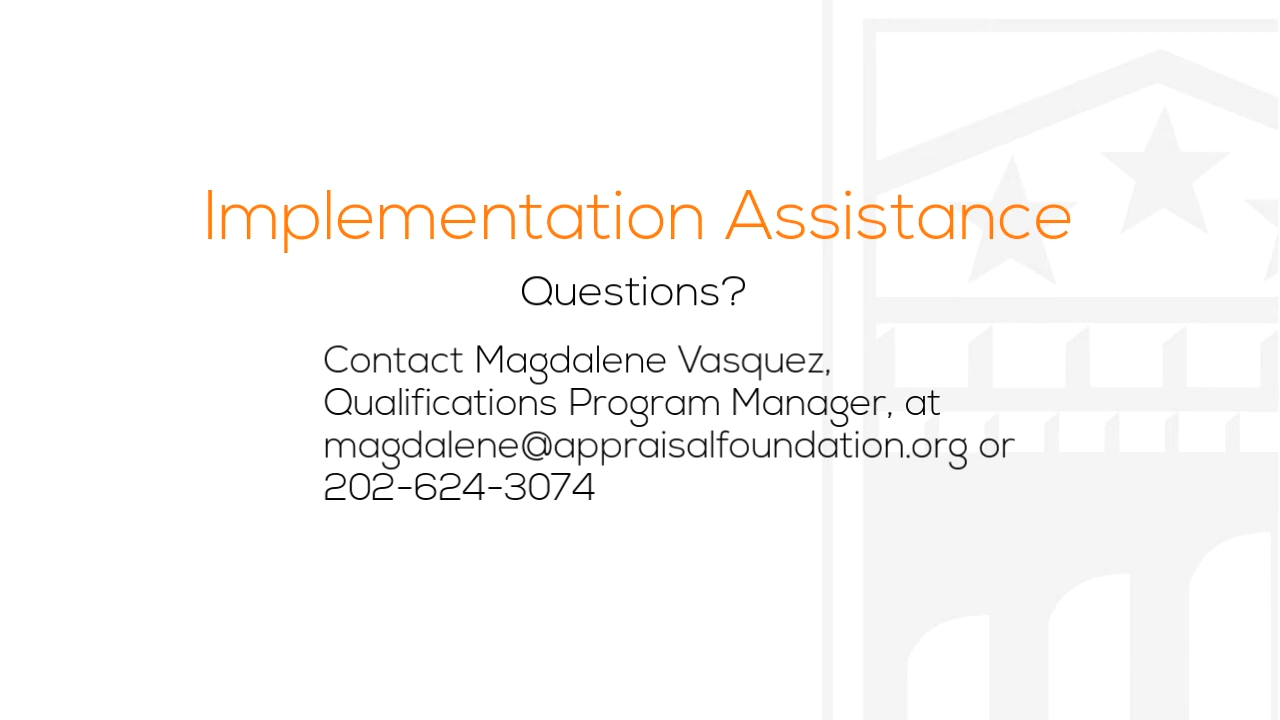 Implementation Assistance
Questions?
Contact Magdalene Vasquez,
Qualifications Program Manager, at
magdalene@appraisalfoundation.org or
202-624-3074